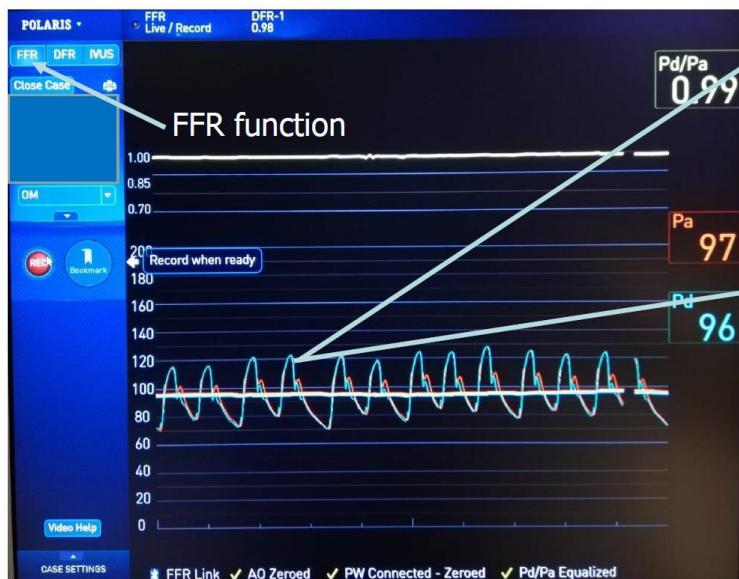 POLARIS
FFR
Live / Record
DFR-1
0.98
FFR DFR IVUS
Close Case
FFR function
OM
REC
Bookmark
Record when ready
Pd/Pa
0.99
1.00
0.85
0.70
200
180
160
140
120
100
80
60
40
20
0
Pa
97
Pd
96
Video Help
CASE SETTINGS
FFR Link ✓ AO Zeroed ✓ PW Connected - Zeroed ✓ Pd/Pa Equalized